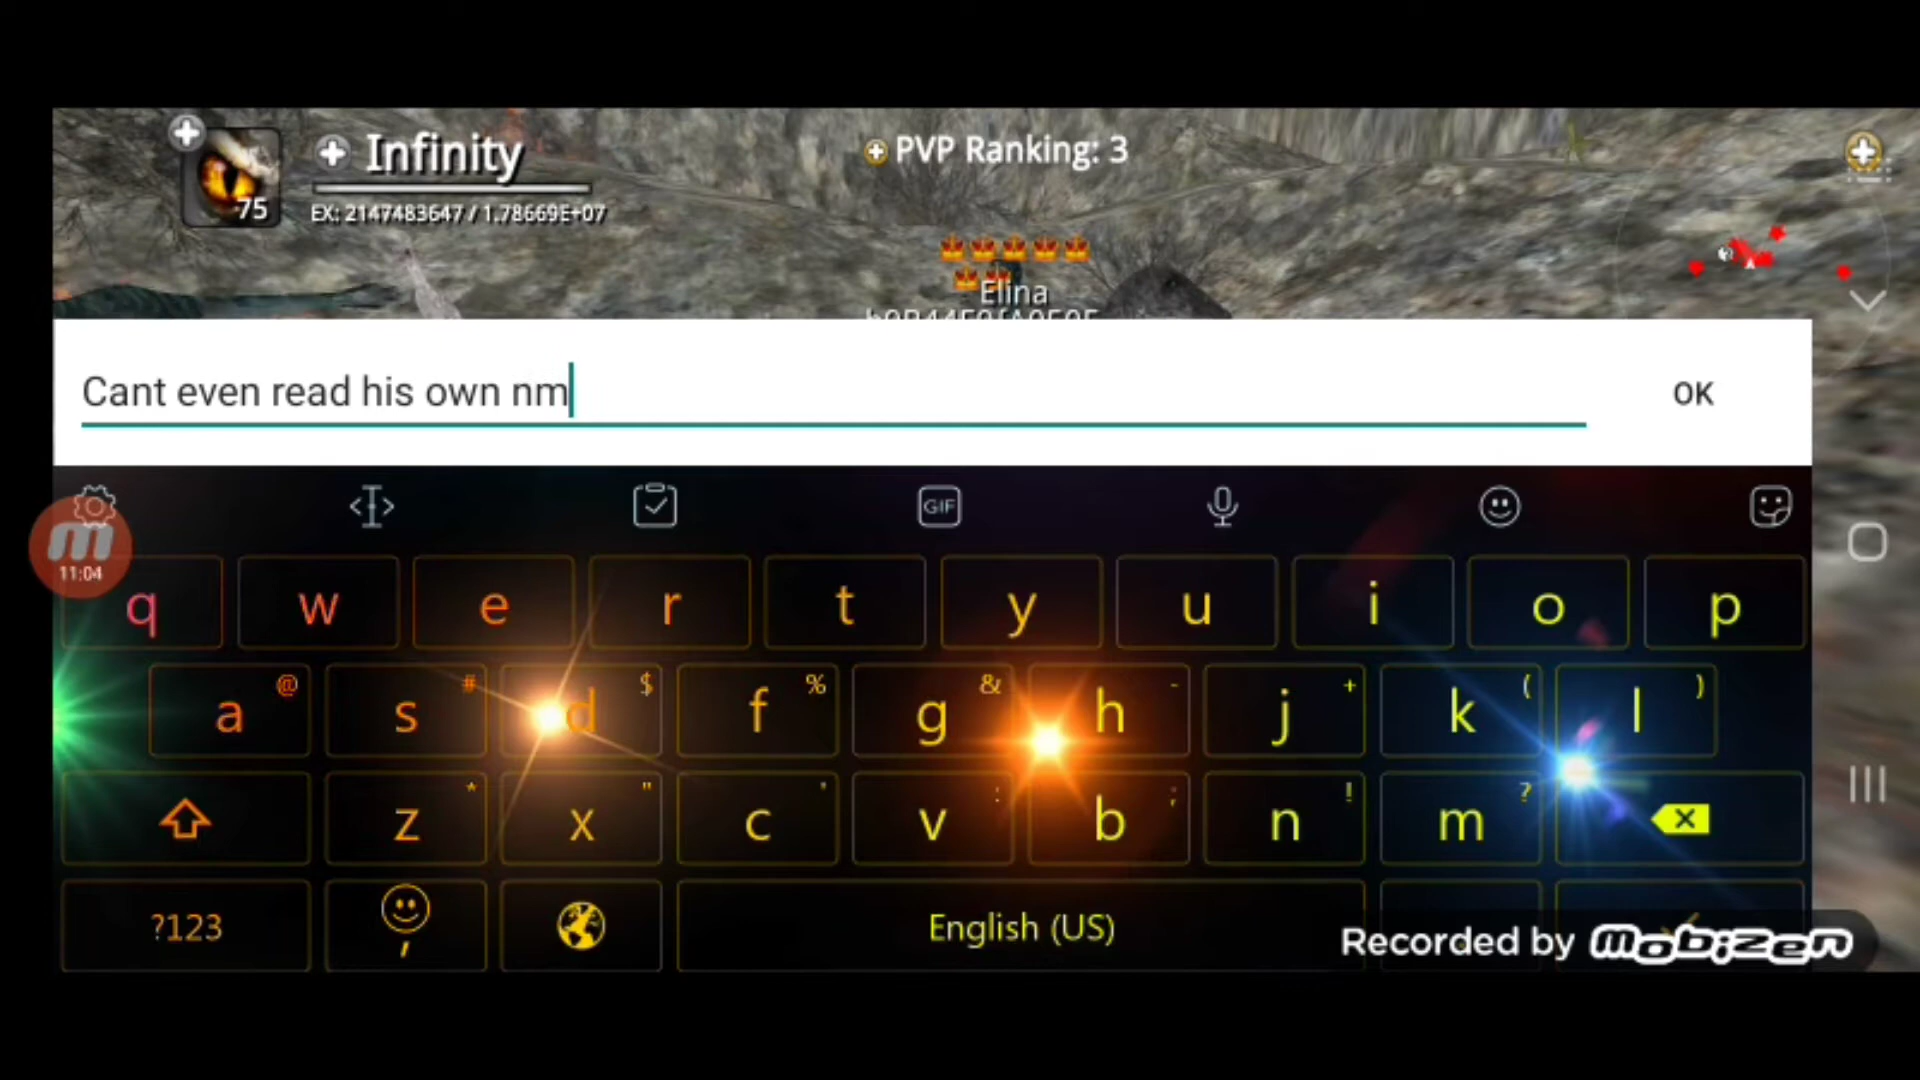 Infinity
75
EX: 2147483647 / 1.78669E+07
PVP Ranking: 3
Elina
Cant even read his own nm
OK
GIF
11:04
q w e r t y u i o p
a @ s # d $ f % g & h - j + k ( l )
z * x " c ' v : b ; n ! m ?
?123
,
English (US)
Recorded by Mobizen